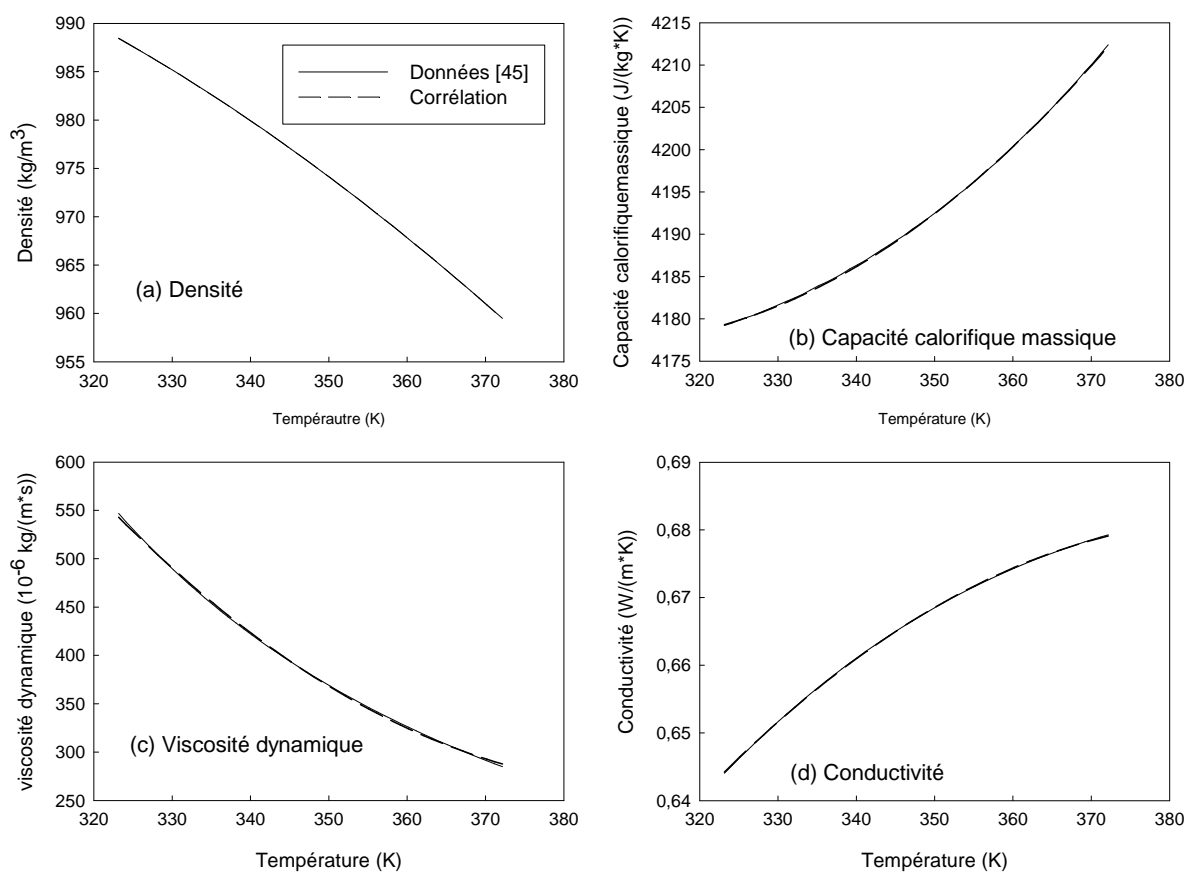 990
985
980
975
970
965
960
955
Densité (kg/m3)
Données [45]
Corrélation
(a) Densité
320 330 340 350 360 370 380
Tempérautre (K)
4215
4210
4205
4200
4195
4190
4185
4180
4175
Capacité calorifiquemassique (J/(kg*K))
(b) Capacité calorifique massique
320 330 340 350 360 370 380
Température (K)
600
550
500
450
400
350
300
250
viscosité dynamique (10-6 kg/(m*s))
(c) Viscosité dynamique
320 330 340 350 360 370 380
Température (K)
0,69
0,68
0,67
0,66
0,65
0,64
Conductivité (W/(m*K))
(d) Conductivité
320 330 340 350 360 370 380
Température (K)